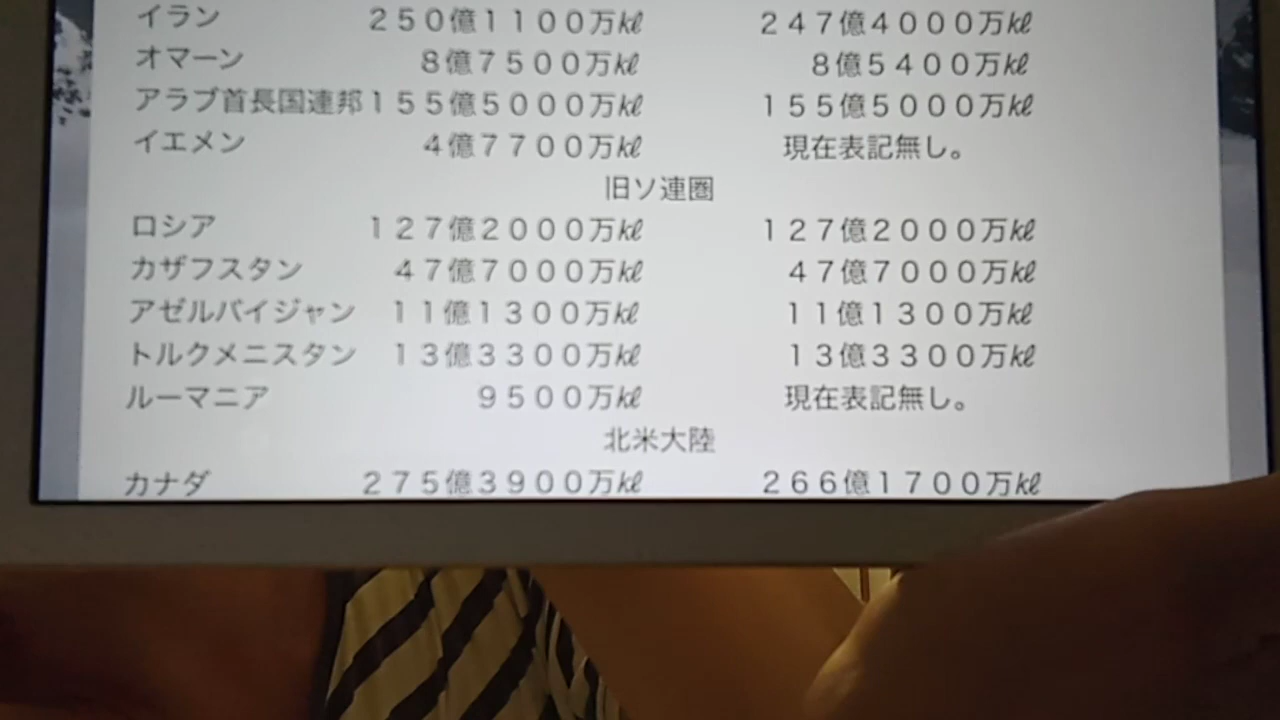 イラン ２５０億１１００万㎘ ２４７億４０００万㎘
オマーン ８億７５００万㎘ ８億５４００万㎘
アラブ首長国連邦１５５億５０００万㎘ １５５億５０００万㎘
イエメン ４億７７００万㎘ 現在表記無し。
旧ソ連圏
ロシア １２７億２０００万㎘ １２７億２０００万㎘
カザフスタン ４７億７０００万㎘ ４７億７０００万㎘
アゼルバイジャン １１億１３００万㎘ １１億１３００万㎘
トルクメニスタン １３億３３００万㎘ １３億３３００万㎘
ルーマニア ９５００万㎘ 現在表記無し。
北米大陸
カナダ ２７５億３９００万㎘ ２６６億１７００万㎘